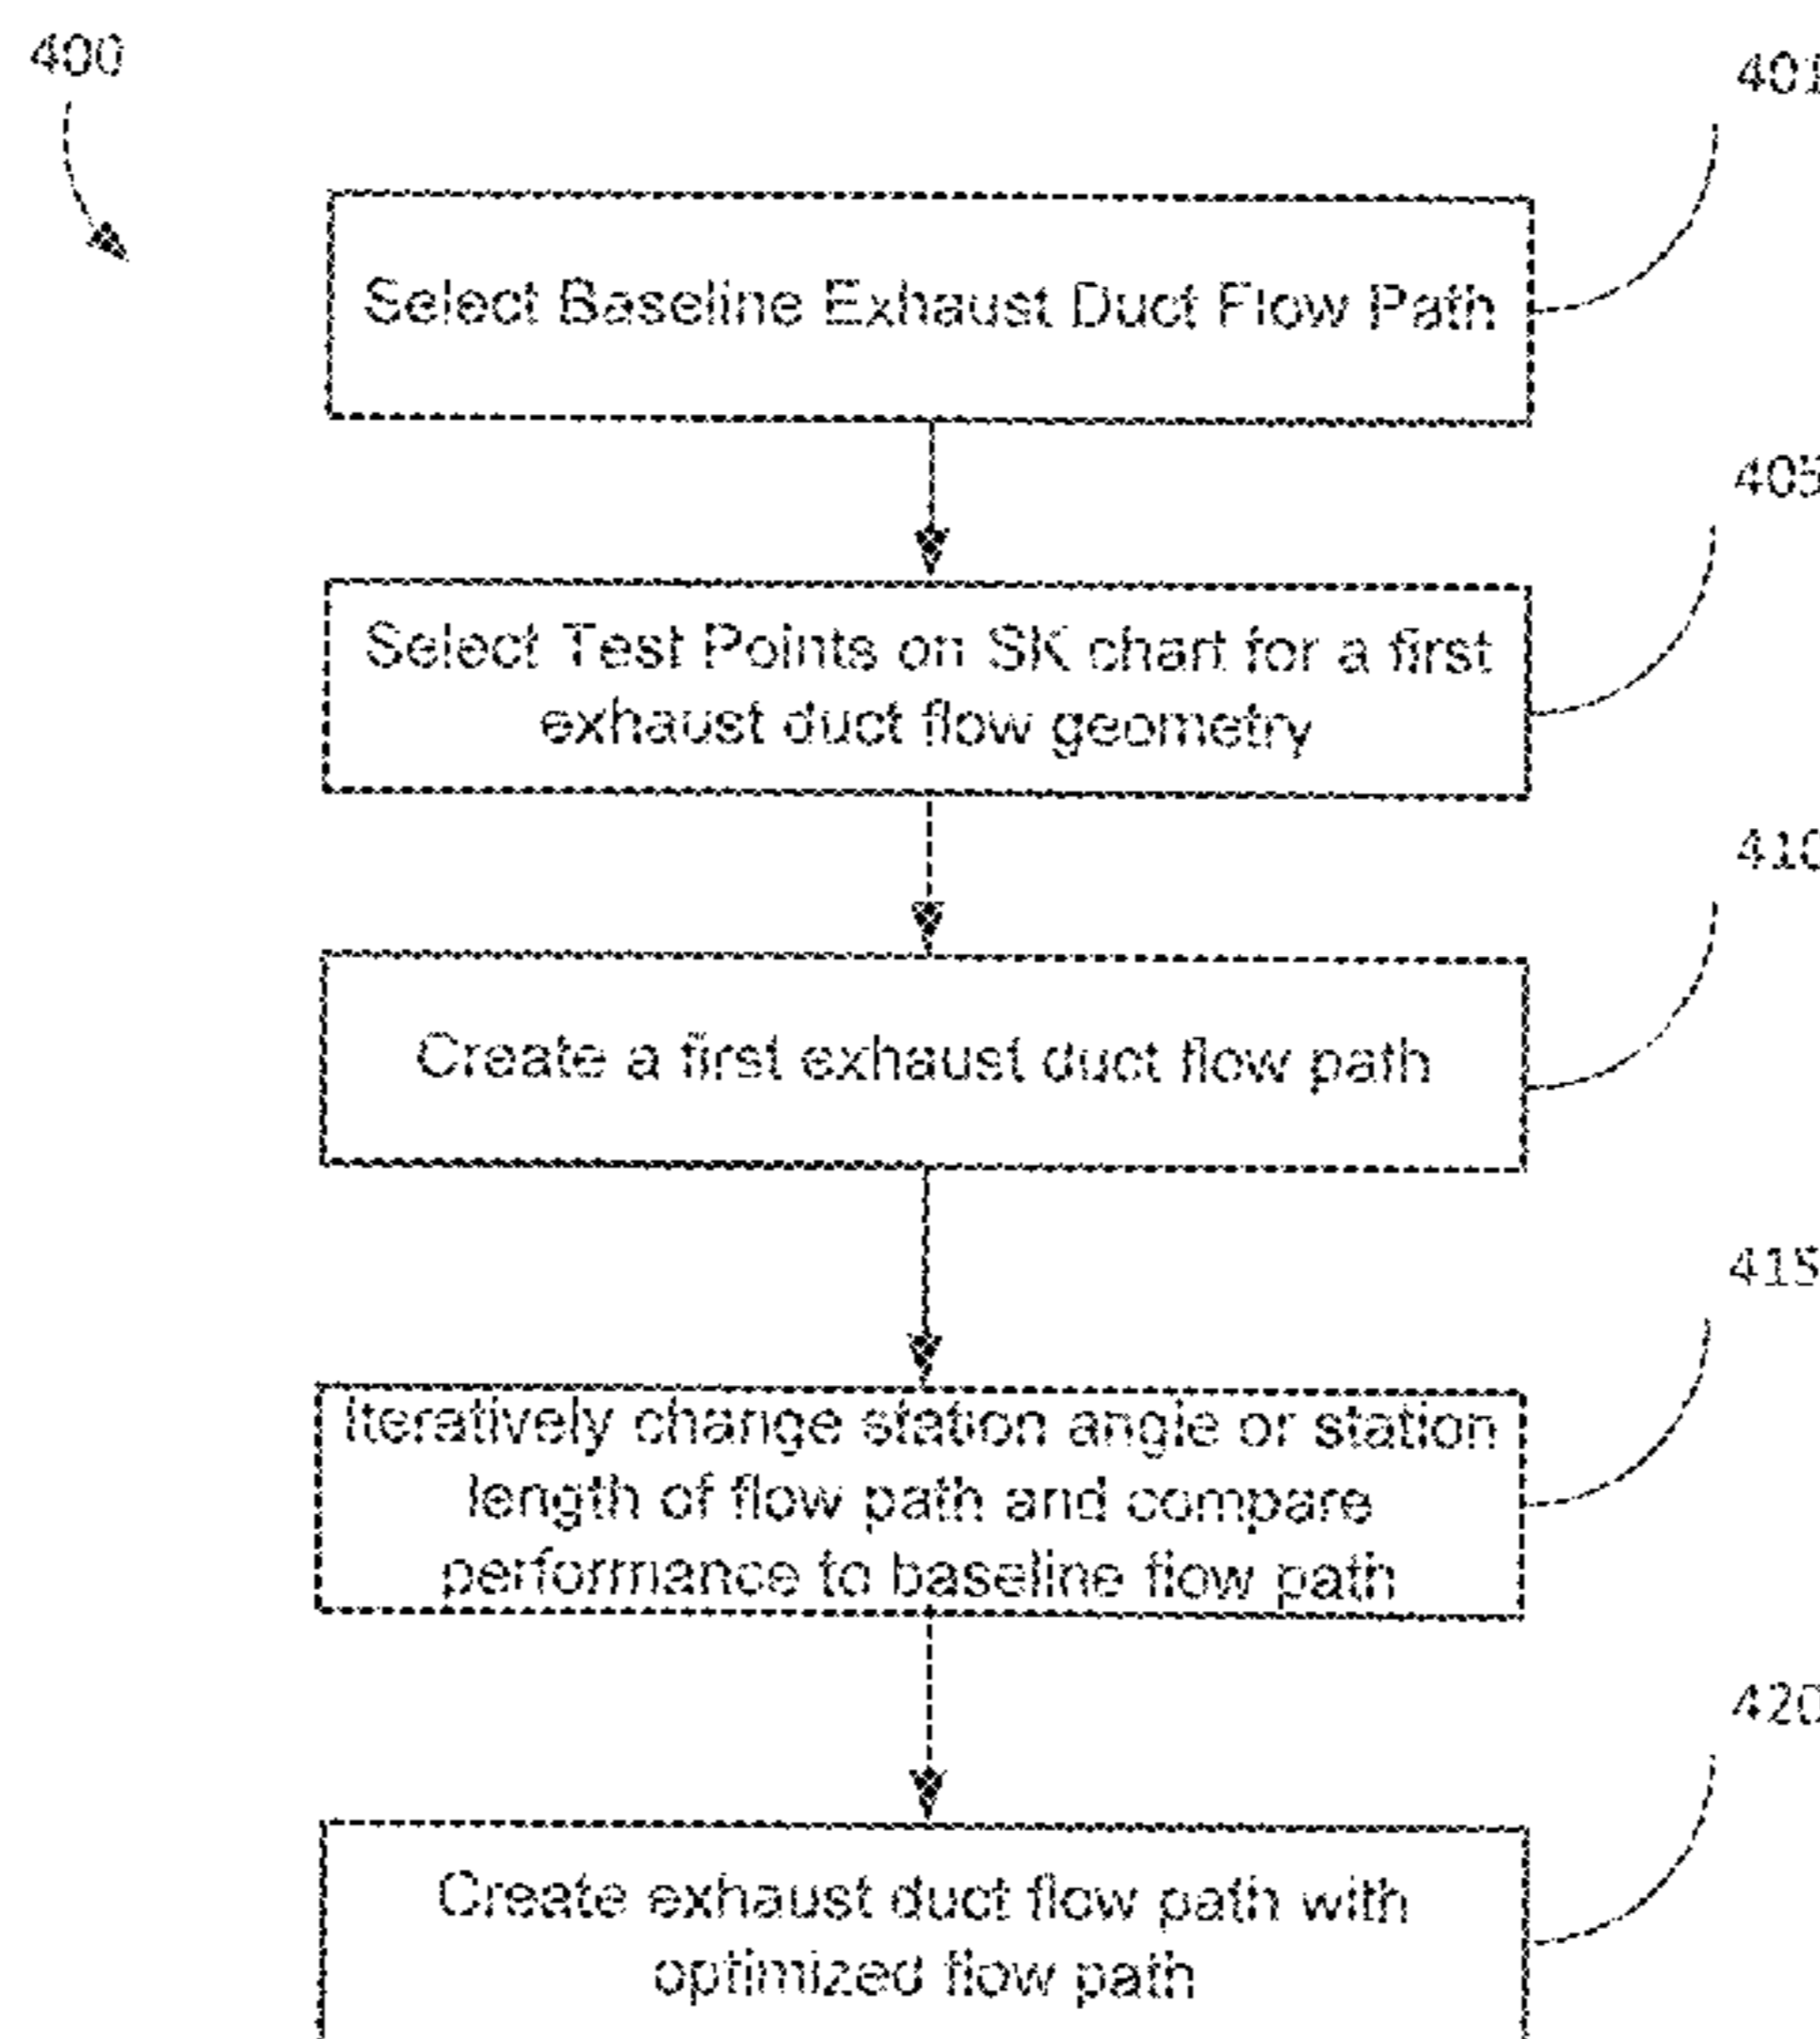 400
401
Select Baseline Exhaust Duct Flow Path
405
Select Test Points on SK chart for a first
exhaust duct flow geometry
410
Create a first exhaust duct flow path
415
Iteratively change station angle or station
length of flow path and compare
performance to baseline flow path
420
Create exhaust duct flow path with
optimized flow path